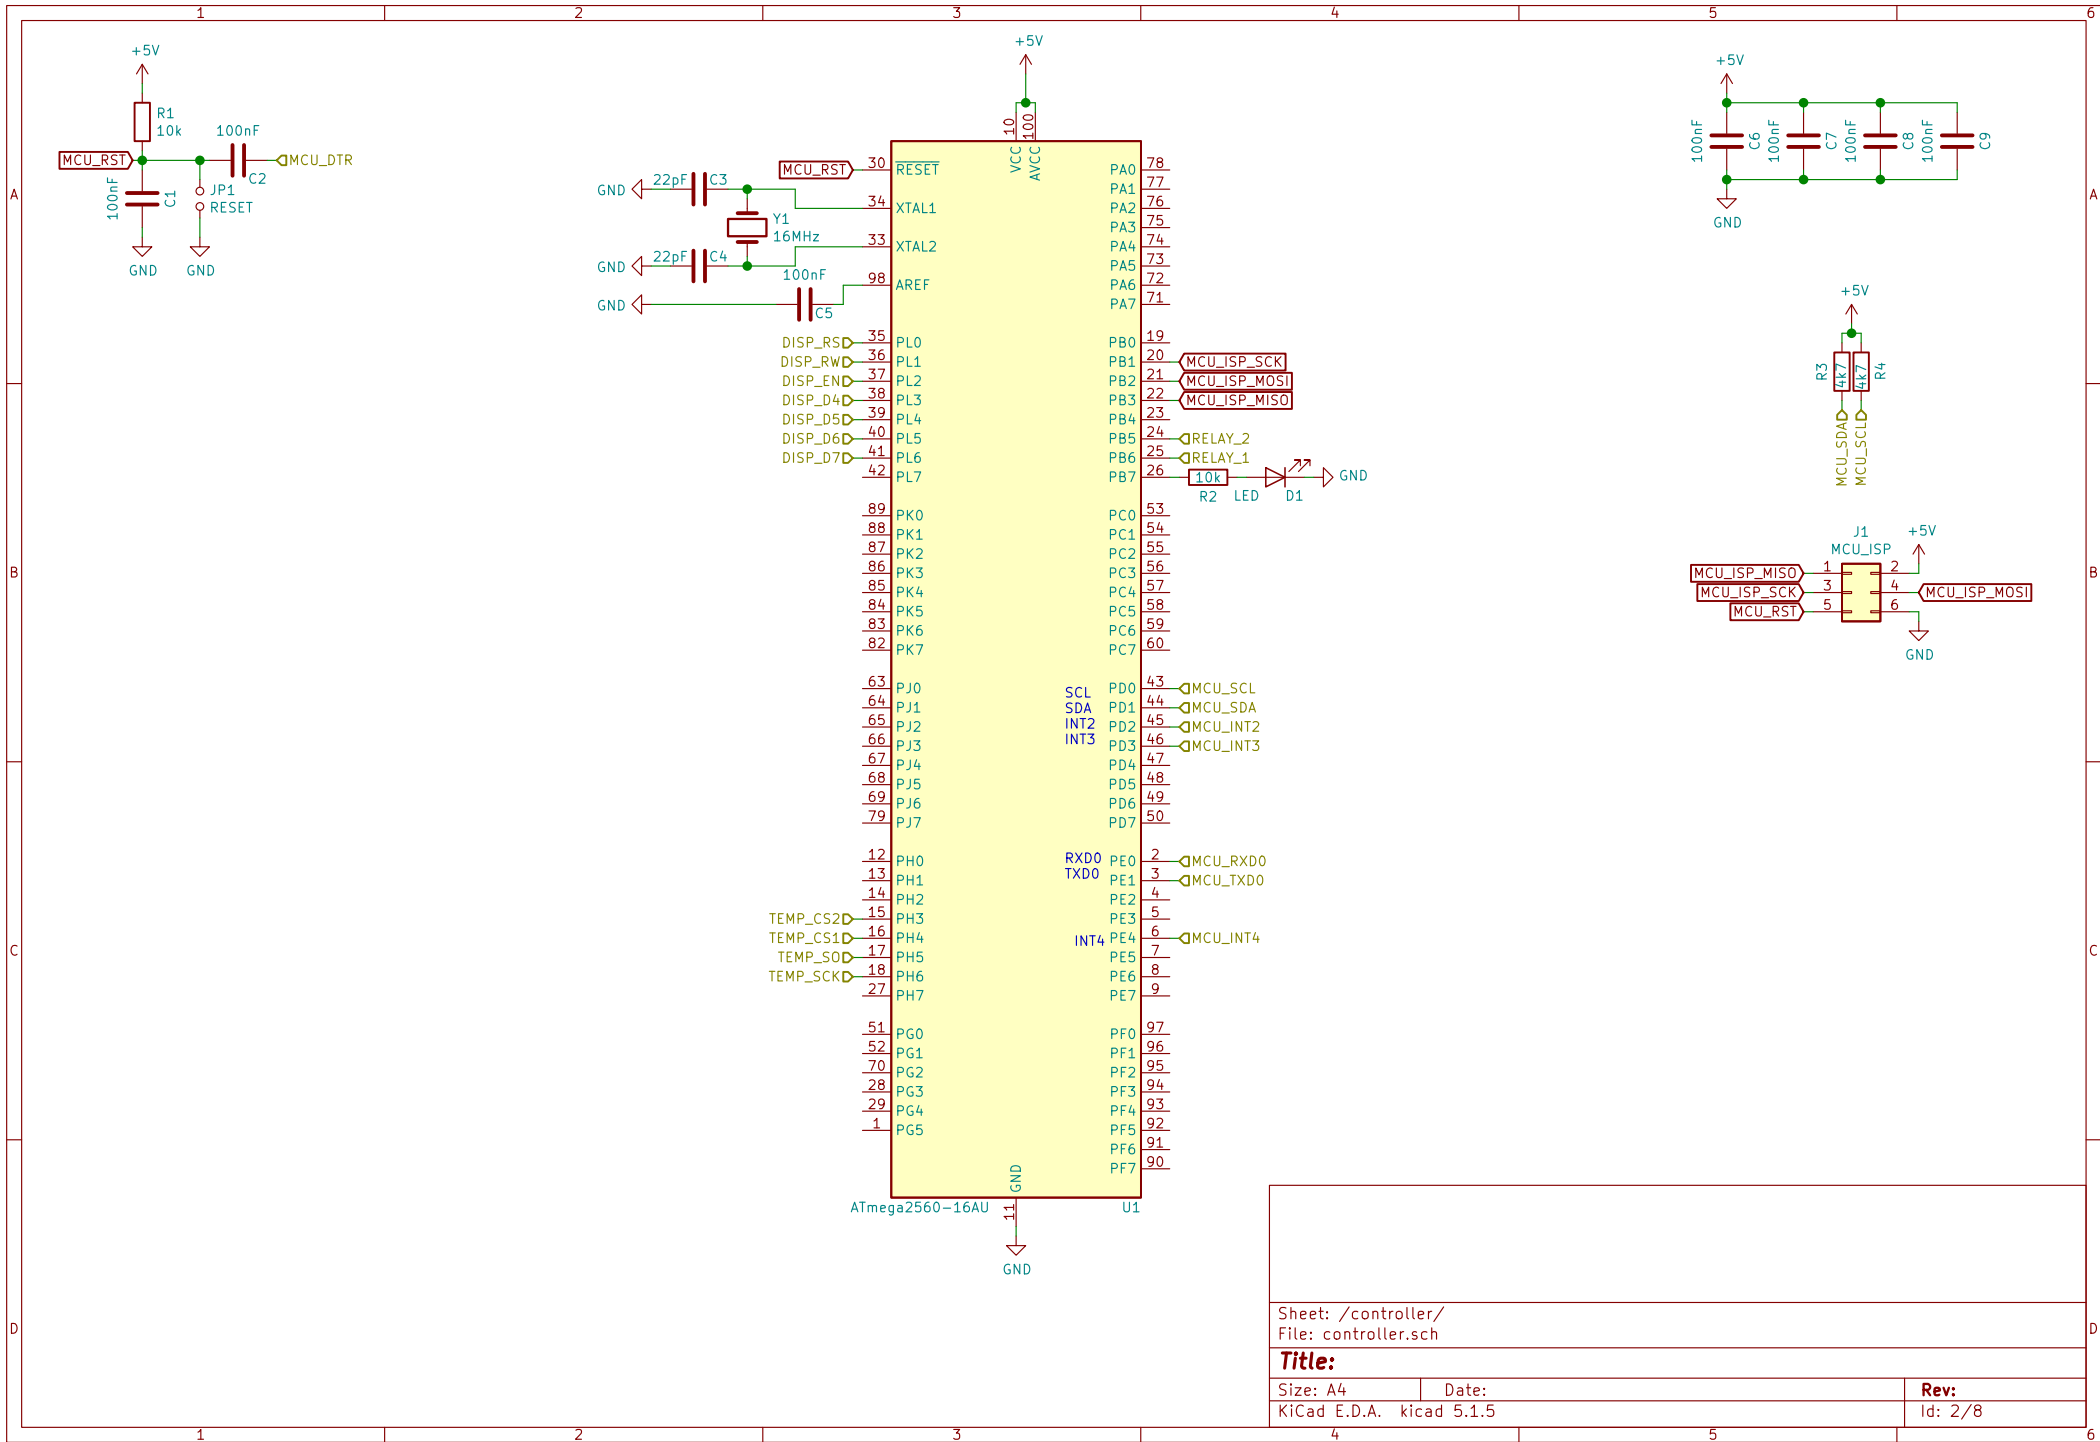 1 2 3 4 5 6
A
B
C
D
A
B
C
D
1 2 3 4 5 6
+5V
R1
10k
100nF
MCU_RST
MCU_DTR
C2
100nF
C1
JP1
RESET
GND
GND
+5V
10
100
VCC
AVCC
MCU_RST
30 RESET
GND
22pF C3
34 XTAL1
Y1
16MHz
33 XTAL2
GND
22pF C4
100nF
98 AREF
GND
C5
DISP_RS 35 PL0
DISP_RW 36 PL1
DISP_EN 37 PL2
DISP_D4 38 PL3
DISP_D5 39 PL4
DISP_D6 40 PL5
DISP_D7 41 PL6
42 PL7
89 PK0
88 PK1
87 PK2
86 PK3
85 PK4
84 PK5
83 PK6
82 PK7
63 PJ0
64 PJ1
65 PJ2
66 PJ3
67 PJ4
68 PJ5
69 PJ6
79 PJ7
12 PH0
13 PH1
14 PH2
TEMP_CS2 15 PH3
TEMP_CS1 16 PH4
TEMP_SO 17 PH5
TEMP_SCK 18 PH6
27 PH7
51 PG0
52 PG1
70 PG2
28 PG3
29 PG4
1 PG5
PA0 78
PA1 77
PA2 76
PA3 75
PA4 74
PA5 73
PA6 72
PA7 71
PB0 19
PB1 20 MCU_ISP_SCK
PB2 21 MCU_ISP_MOSI
PB3 22 MCU_ISP_MISO
PB4 23
PB5 24 RELAY_2
PB6 25 RELAY_1
PB7 26 10k GND
R2 LED D1
PC0 53
PC1 54
PC2 55
PC3 56
PC4 57
PC5 58
PC6 59
PC7 60
SCL PD0 43 MCU_SCL
SDA PD1 44 MCU_SDA
INT2 PD2 45 MCU_INT2
INT3 PD3 46 MCU_INT3
PD4 47
PD5 48
PD6 49
PD7 50
RXD0 PE0 2 MCU_RXD0
TXD0 PE1 3 MCU_TXD0
PE2 4
PE3 5
INT4 PE4 6 MCU_INT4
PE5 7
PE6 8
PE7 9
PF0 97
PF1 96
PF2 95
PF3 94
PF4 93
PF5 92
PF6 91
PF7 90
GND
ATmega2560-16AU U1
11
GND
+5V
100nF C6
100nF C7
100nF C8
100nF C9
GND
+5V
R3 4k7 4k7 R4
MCU_SDA
MCU_SCL
J1 +5V
MCU_ISP
MCU_ISP_MISO 1 2
MCU_ISP_SCK 3 4 MCU_ISP_MOSI
MCU_RST 5 6
GND
Sheet: /controller/
File: controller.sch
Title:
Size: A4 Date: Rev:
KiCad E.D.A. kicad 5.1.5 Id: 2/8